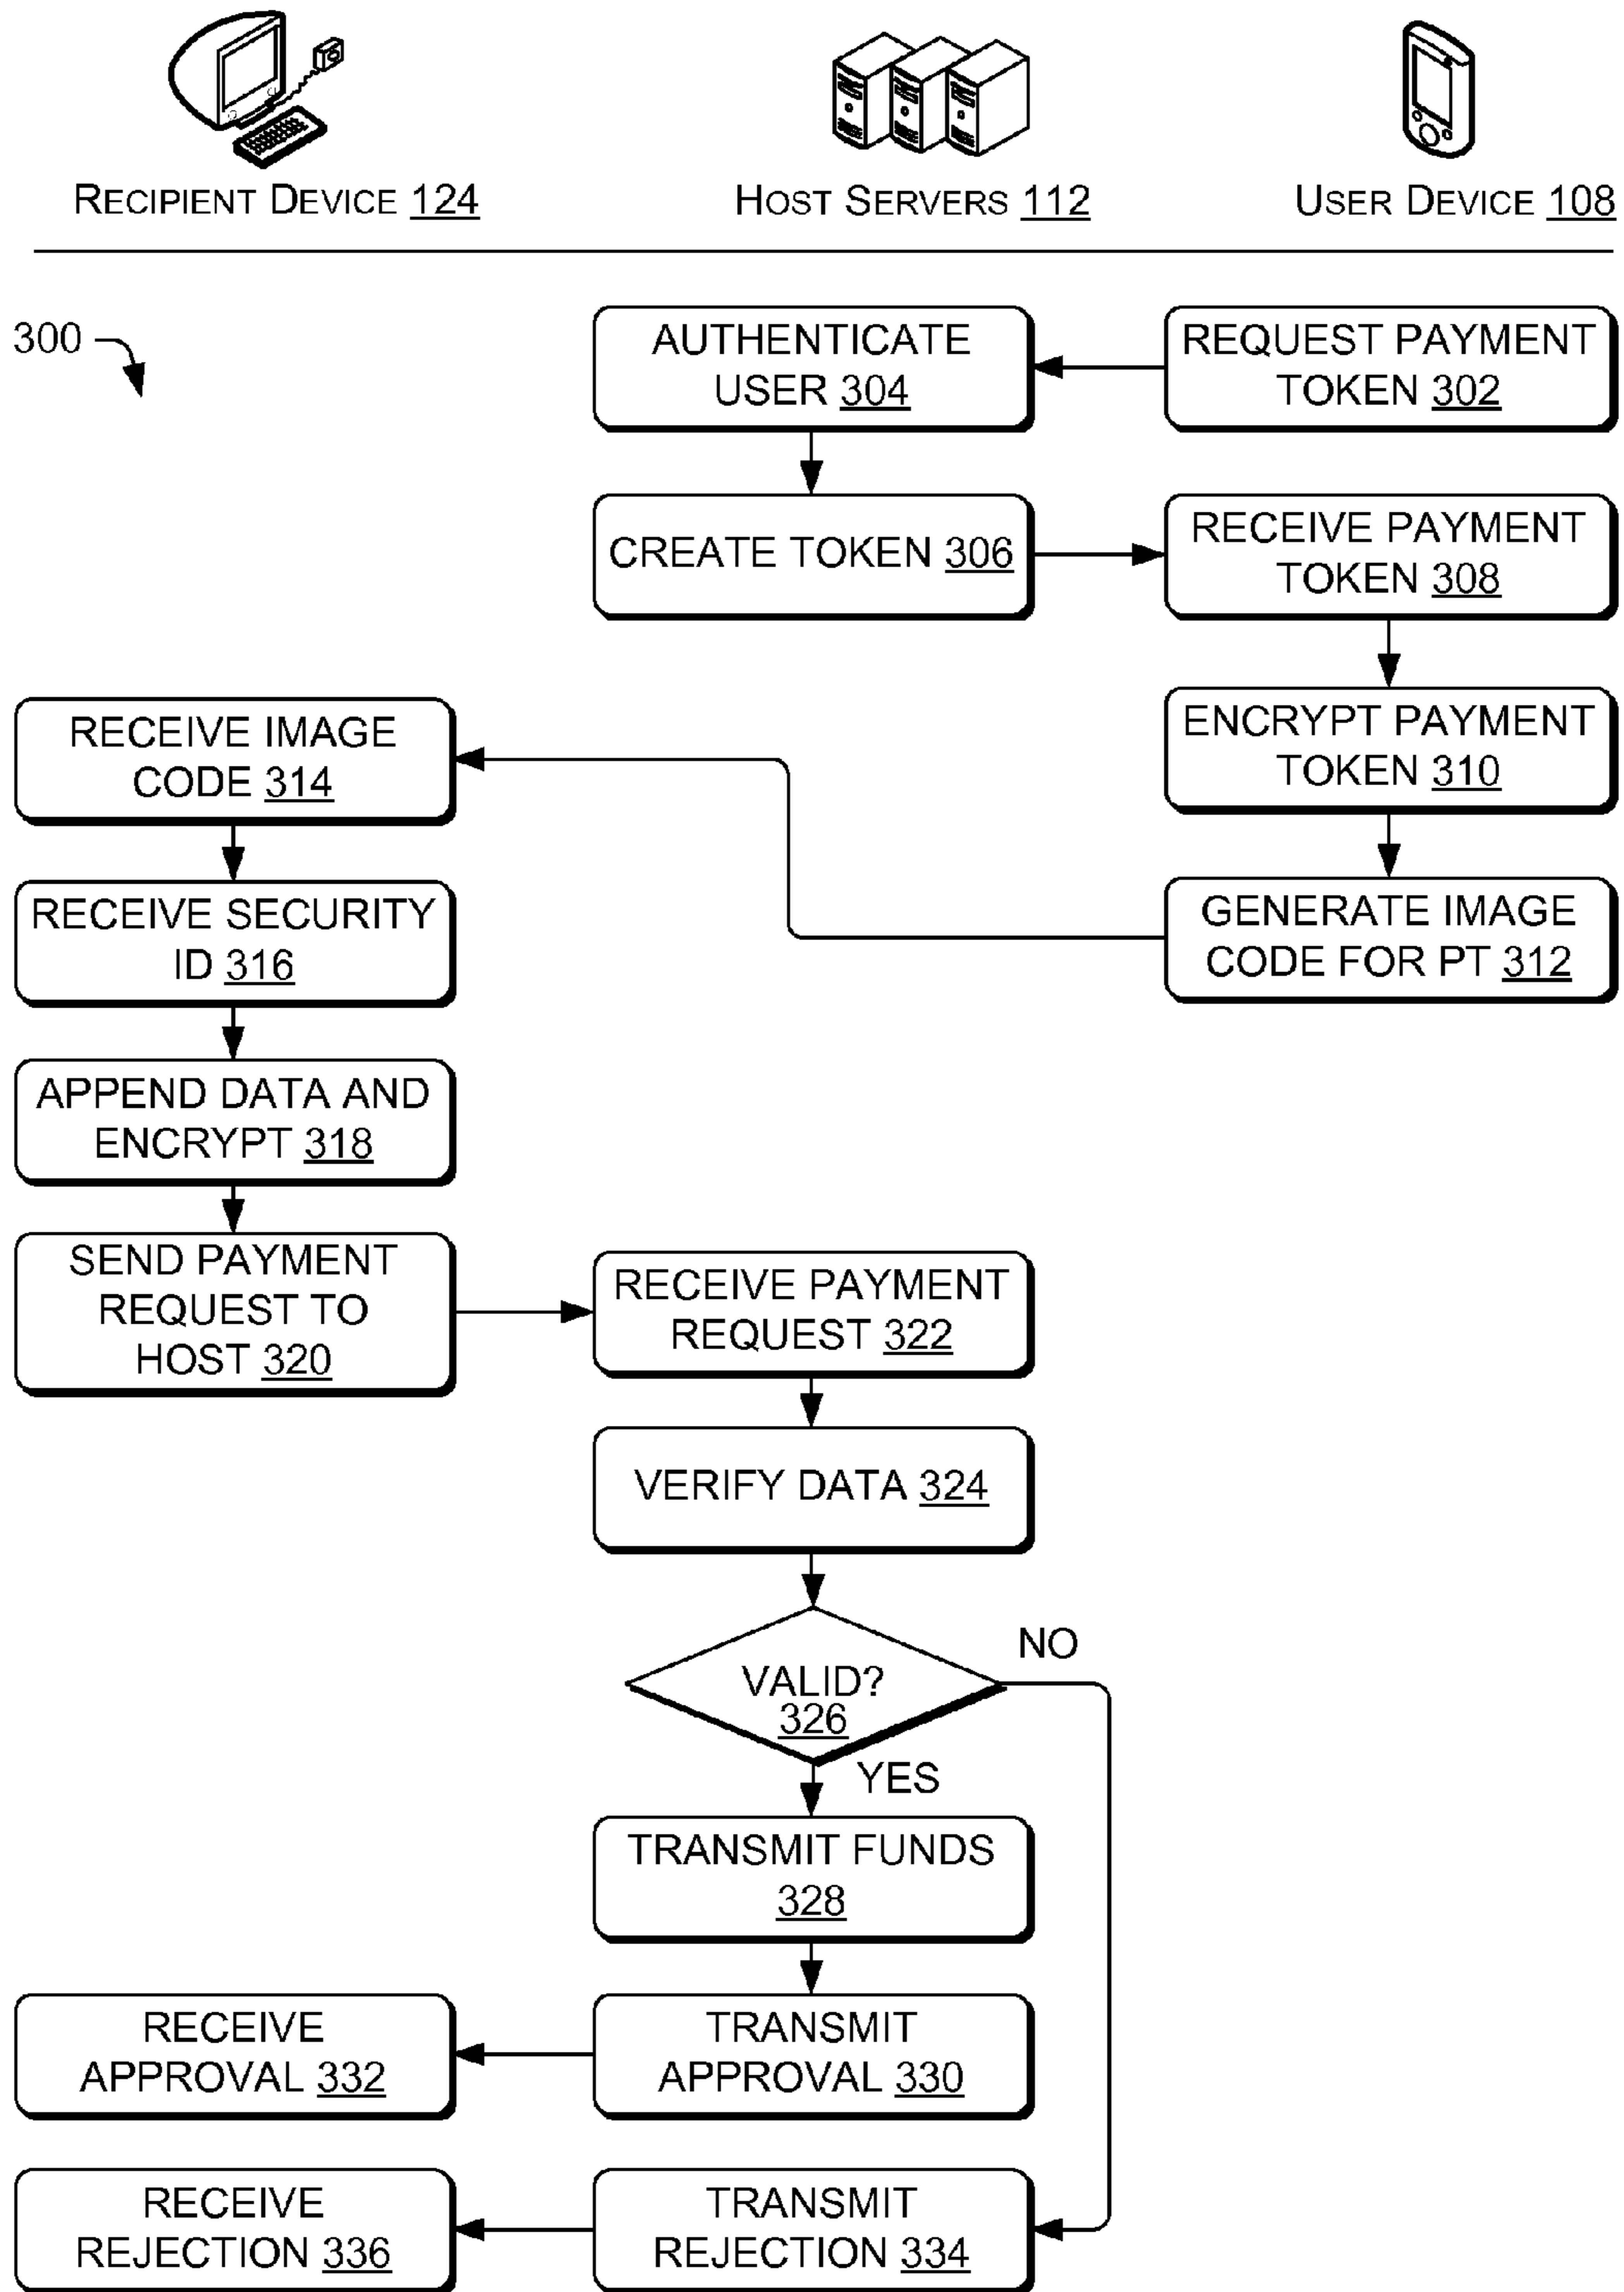 RECIPIENT DEVICE 124
HOST SERVERS 112
USER DEVICE 108
300
AUTHENTICATE
USER 304
REQUEST PAYMENT
TOKEN 302
CREATE TOKEN 306
RECEIVE PAYMENT
TOKEN 308
RECEIVE IMAGE
CODE 314
ENCRYPT PAYMENT
TOKEN 310
RECEIVE SECURITY
ID 316
GENERATE IMAGE
CODE FOR PT 312
APPEND DATA AND
ENCRYPT 318
SEND PAYMENT
REQUEST TO
HOST 320
RECEIVE PAYMENT
REQUEST 322
VERIFY DATA 324
VALID?
326
NO
YES
TRANSMIT FUNDS
328
RECEIVE
APPROVAL 332
TRANSMIT
APPROVAL 330
RECEIVE
REJECTION 336
TRANSMIT
REJECTION 334